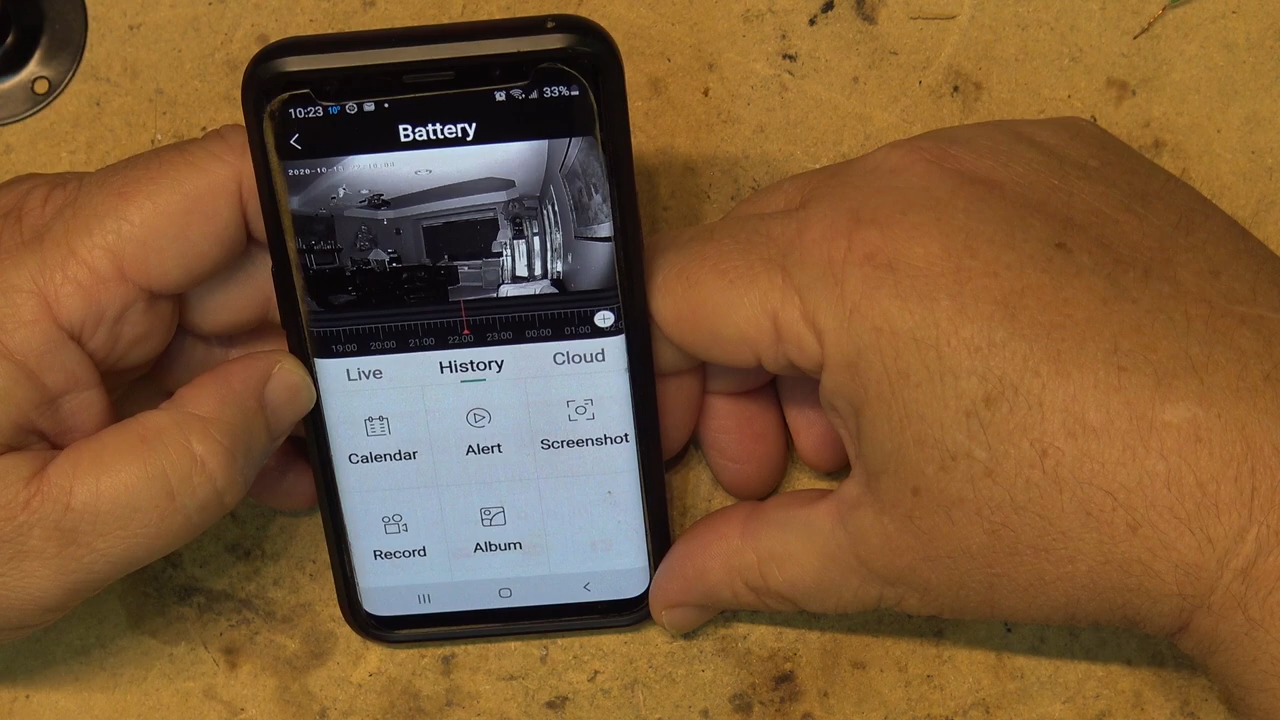 10:23 10° 33%
Battery
19:00 20:00 21:00 22:00 23:00 00:00 01:00
Live History Cloud
Calendar Alert Screenshot
Record Album